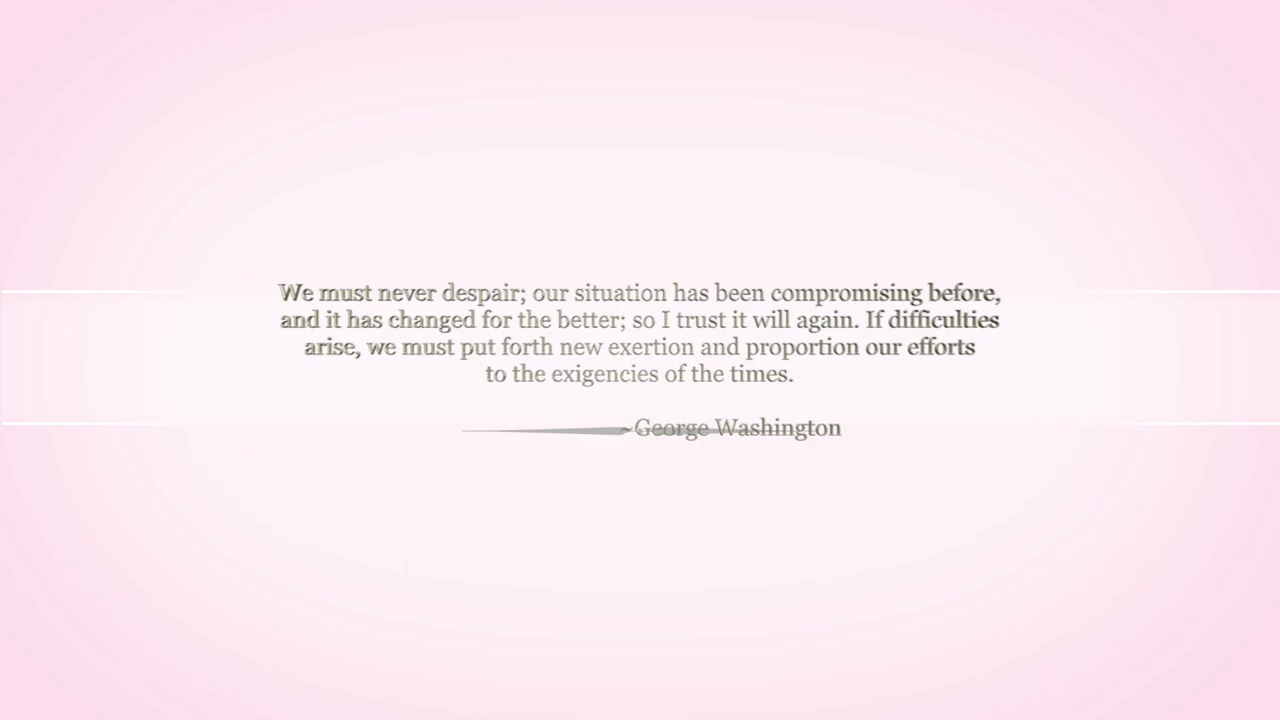 We must never despair; our situation has been compromising before,
and it has changed for the better; so I trust it will again. If difficulties
arise, we must put forth new exertion and proportion our efforts
to the exigencies of the times.
~George Washington